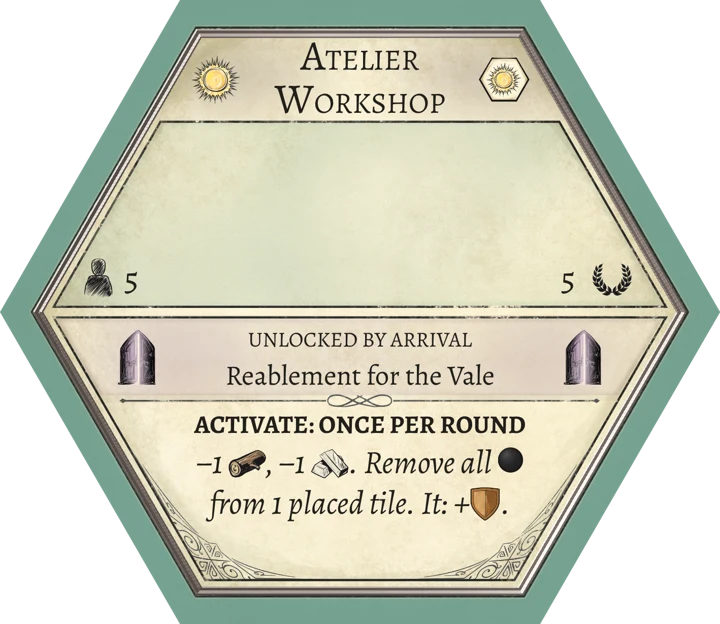 ATELIER
WORKSHOP
5
5
UNLOCKED BY ARRIVAL
Reablement for the Vale
ACTIVATE: ONCE PER ROUND
–1 , –1 . Remove all
from 1 placed tile. It: + .